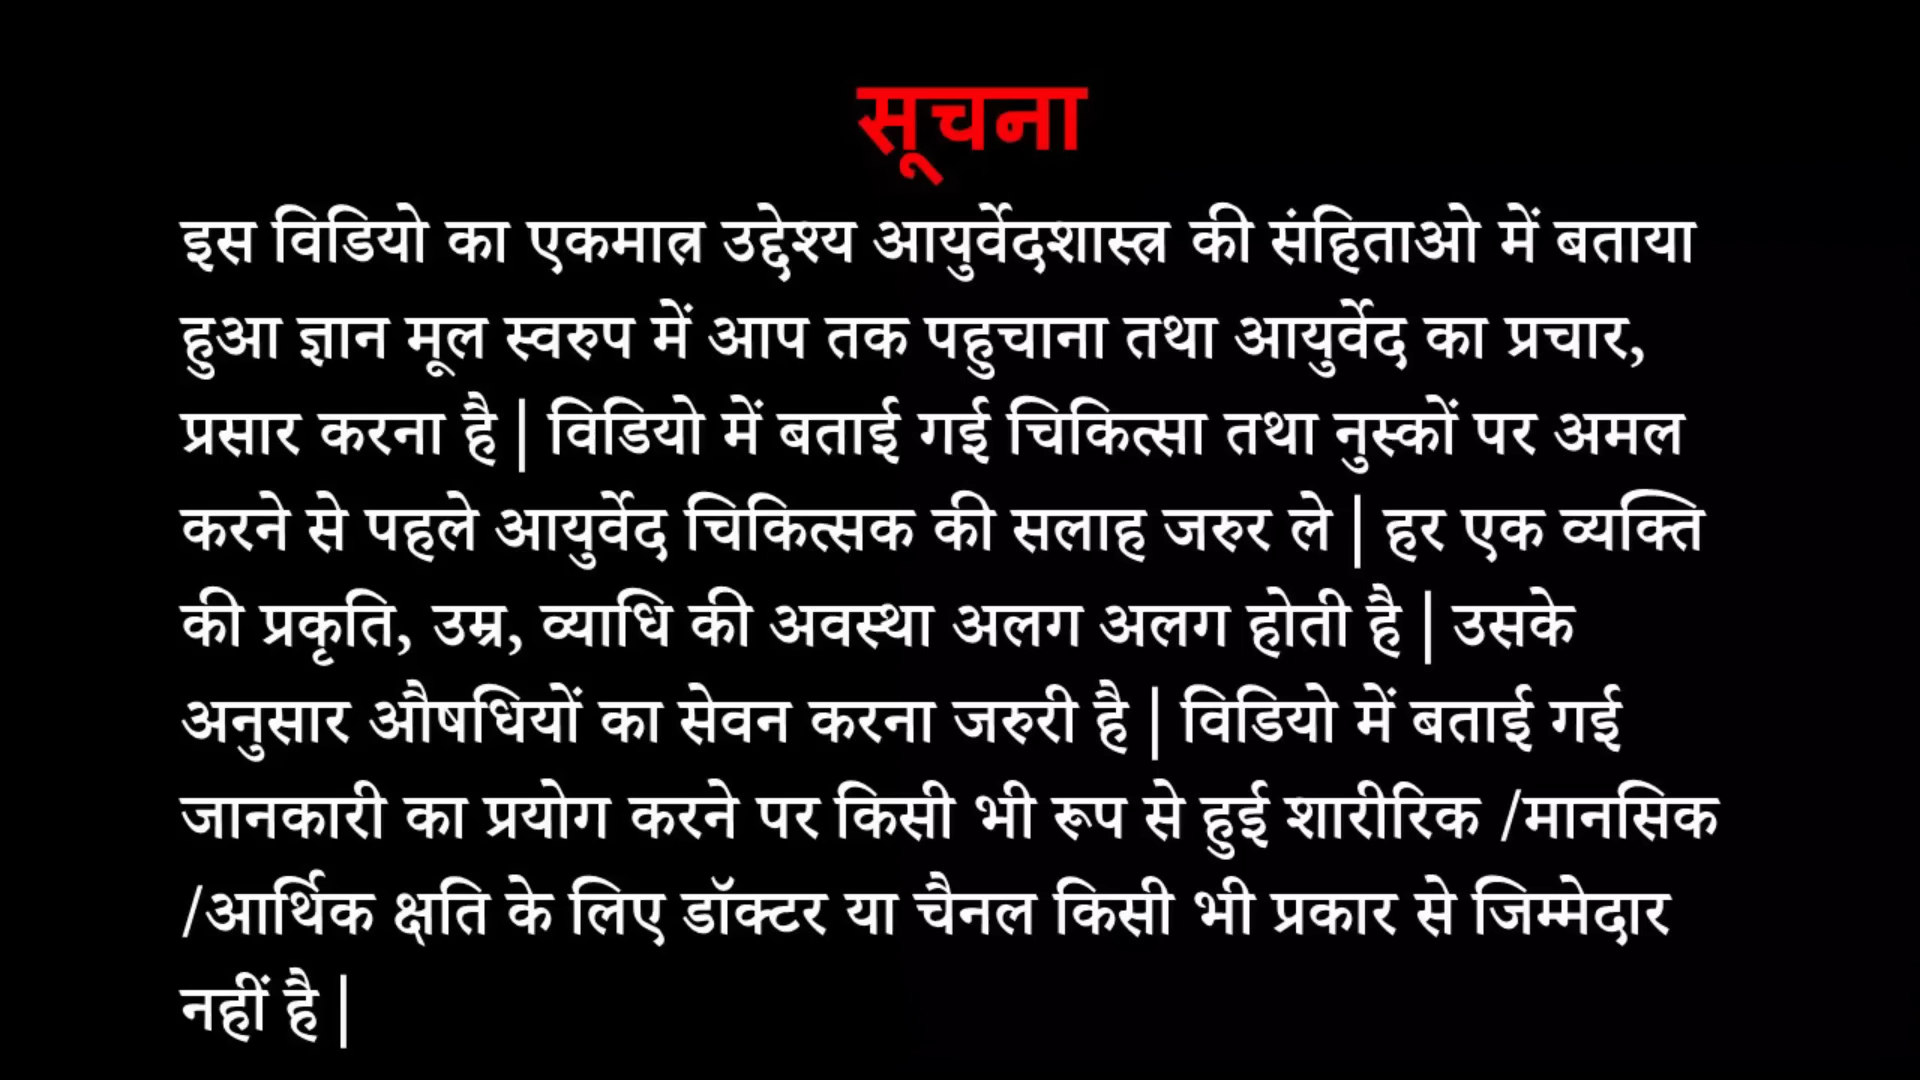 सूचना
इस विडियो का एकमात्र उद्देश्य आयुर्वेदशास्त्र की संहिताओ में बताया
हुआ ज्ञान मूल स्वरुप में आप तक पहुचाना तथा आयुर्वेद का प्रचार,
प्रसार करना है | विडियो में बताई गई चिकित्सा तथा नुस्कों पर अमल
करने से पहले आयुर्वेद चिकित्सक की सलाह जरुर ले | हर एक व्यक्ति
की प्रकृति, उम्र, व्याधि की अवस्था अलग अलग होती है | उसके
अनुसार औषधियों का सेवन करना जरुरी है | विडियो में बताई गई
जानकारी का प्रयोग करने पर किसी भी रूप से हुई शारीरिक /मानसिक
/आर्थिक क्षति के लिए डॉक्टर या चैनल किसी भी प्रकार से जिम्मेदार
नहीं है |